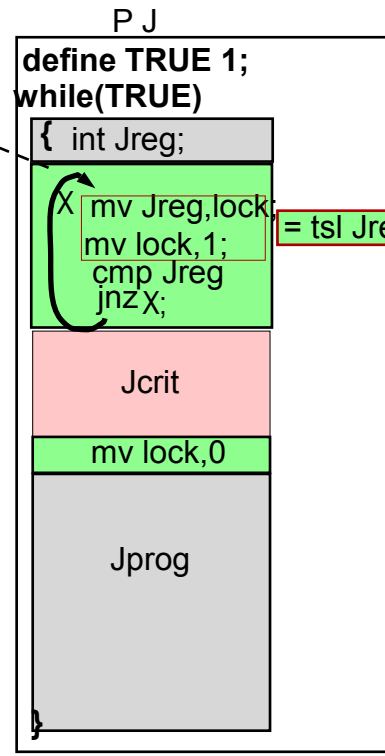 P J
define TRUE 1;
while(TRUE)
{ int Jreg;
X mv Jreg,lock;
= tsl Jre
mv lock,1;
cmp Jreg
jnz X;
Jcrit
mv lock,0
Jprog
}